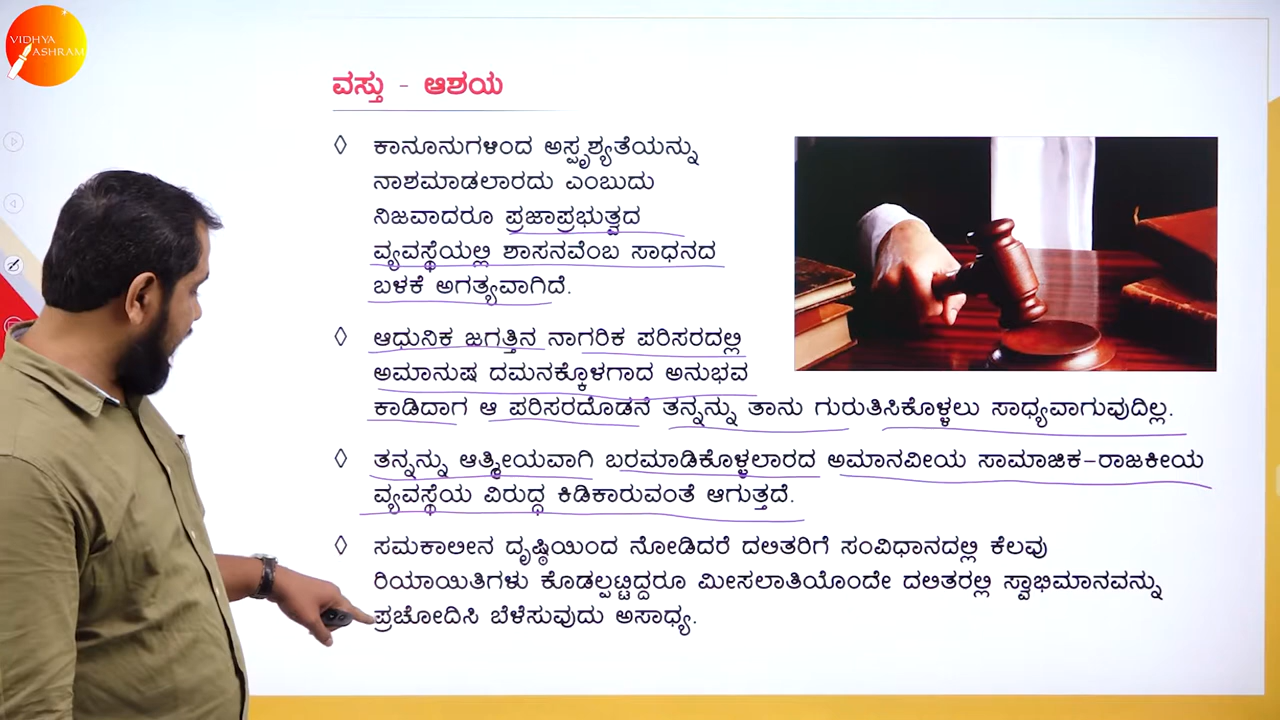 VIDHYA
ASHRAM
ವಸ್ತು - ಆಶಯ
◊ ಕಾನೂನುಗಳಿಂದ ಅಸ್ಪೃಶ್ಯತೆಯನ್ನು
ನಾಶಮಾಡಲಾರದು ಎಂಬುದು
ನಿಜವಾದರೂ ಪ್ರಜಾಪ್ರಭುತ್ವದ
ವ್ಯವಸ್ಥೆಯಲ್ಲಿ ಶಾಸನವೆಂಬ ಸಾಧನದ
ಬಳಕೆ ಅಗತ್ಯವಾಗಿದೆ.
◊ ಆಧುನಿಕ ಜಗತ್ತಿನ ನಾಗರಿಕ ಪರಿಸರದಲ್ಲಿ
ಅಮಾನುಷ ದಮನಕ್ಕೊಳಗಾದ ಅನುಭವ
ಕಾಡಿದಾಗ ಆ ಪರಿಸರದೊಡನೆ ತನ್ನನ್ನು ತಾನು ಗುರುತಿಸಿಕೊಳ್ಳಲು ಸಾಧ್ಯವಾಗುವುದಿಲ್ಲ.
◊ ತನ್ನನ್ನು ಆತ್ಮೀಯವಾಗಿ ಬರಮಾಡಿಕೊಳ್ಳಲಾರದ ಅಮಾನವೀಯ ಸಾಮಾಜಿಕ-ರಾಜಕೀಯ
ವ್ಯವಸ್ಥೆಯ ವಿರುದ್ಧ ಕಿಡಿಕಾರುವಂತೆ ಆಗುತ್ತದೆ.
◊ ಸಮಕಾಲೀನ ದೃಷ್ಠಿಯಿಂದ ನೋಡಿದರೆ ದಲಿತರಿಗೆ ಸಂವಿಧಾನದಲ್ಲಿ ಕೆಲವು
ರಿಯಾಯಿತಿಗಳು ಕೊಡಲ್ಪಟ್ಟಿದ್ದರೂ ಮೀಸಲಾತಿಯೊಂದೇ ದಲಿತರಲ್ಲಿ ಸ್ವಾಭಿಮಾನವನ್ನು
ಪ್ರಚೋದಿಸಿ ಬೆಳೆಸುವುದು ಅಸಾಧ್ಯ.